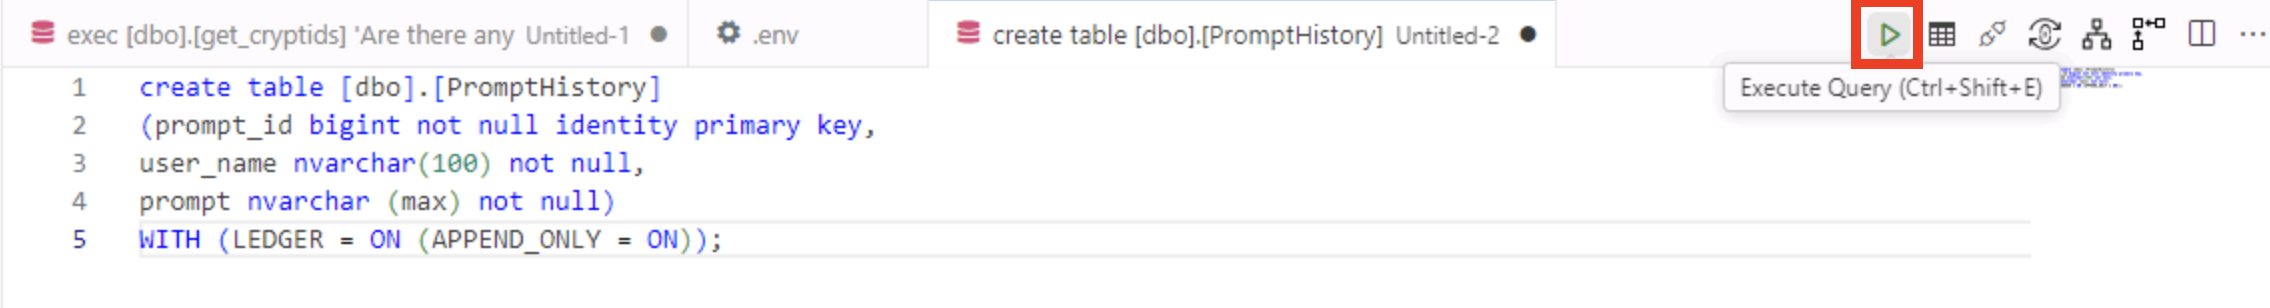 exec [dbo].[get_cryptids] 'Are there any Untitled-1
.env
create table [dbo].[PromptHistory] Untitled-2
Execute Query (Ctrl+Shift+E)
1 create table [dbo].[PromptHistory]
2 (prompt_id bigint not null identity primary key,
3 user_name nvarchar(100) not null,
4 prompt nvarchar (max) not null)
5 WITH (LEDGER = ON (APPEND_ONLY = ON));